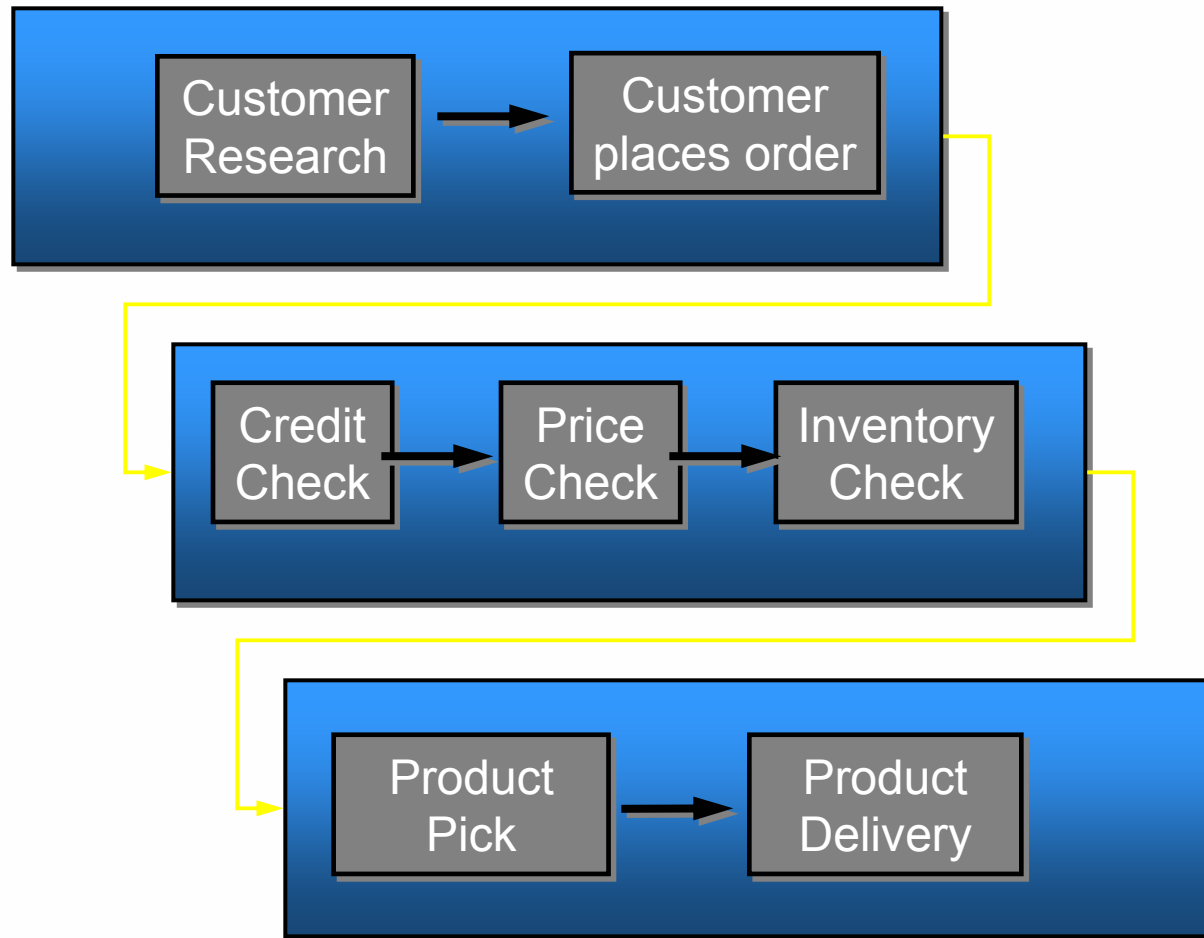 Customer
Research
Customer
places order
Credit
Check
Price
Check
Inventory
Check
Product
Pick
Product
Delivery